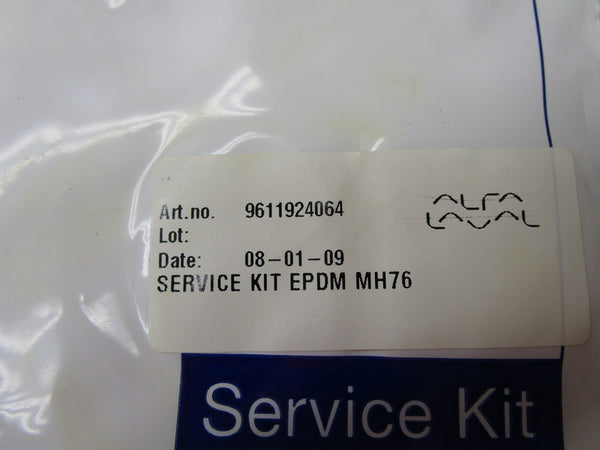 Art.no. 9611924064
ALFA
LAVAL
Lot:
Date: 08-01-09
SERVICE KIT EPDM MH76
Service Kit